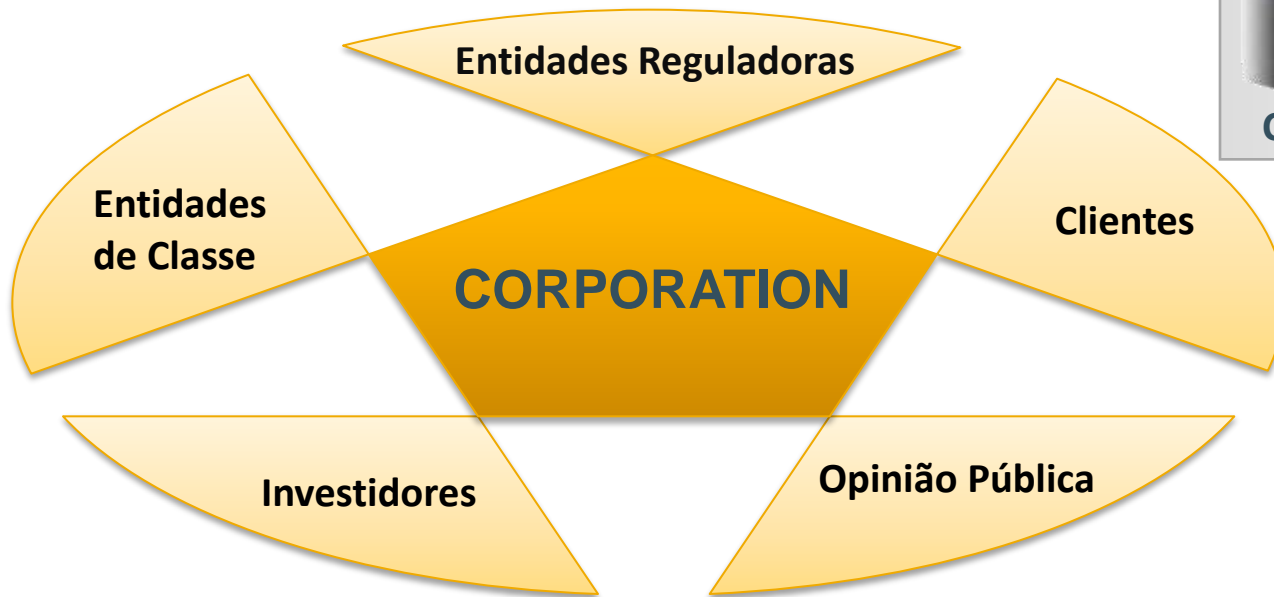 Entidades Reguladoras
Entidades
de Classe
Clientes
CORPORATION
Investidores
Opinião Pública